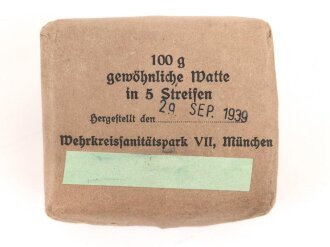 100 g
gewöhnliche Watte
in 5 Streifen
Hergestellt den 29. SEP. 1939
Wehrkreissanitätspark VII, München